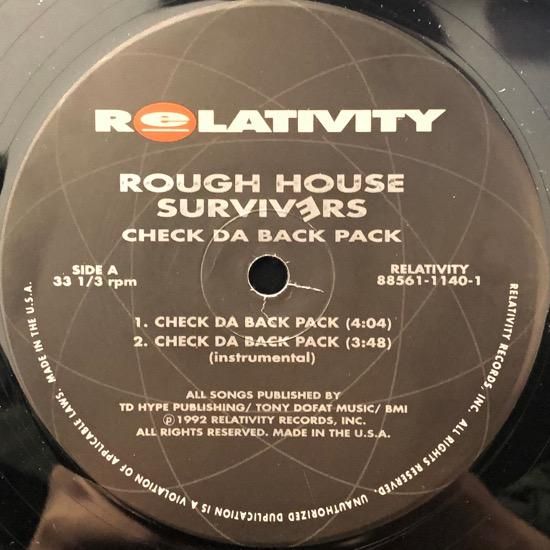 RELATIVITY
ROUGH HOUSE
SURVIVERS
CHECK DA BACK PACK
SIDE A
33 1/3 rpm
RELATIVITY
88561-1140-1
1. CHECK DA BACK PACK (4:04)
2. CHECK DA BACK PACK (3:48)
(instrumental)
ALL SONGS PUBLISHED BY
TD HYPE PUBLISHING/ TONY DOFAT MUSIC/ BMI
℗ 1992 RELATIVITY RECORDS, INC.
ALL RIGHTS RESERVED. MADE IN THE U.S.A.
RELATIVITY RECORDS, INC. ALL RIGHTS RESERVED. UNAUTHORIZED DUPLICATION IS A VIOLATION OF APPLICABLE LAWS. MADE IN THE U.S.A.